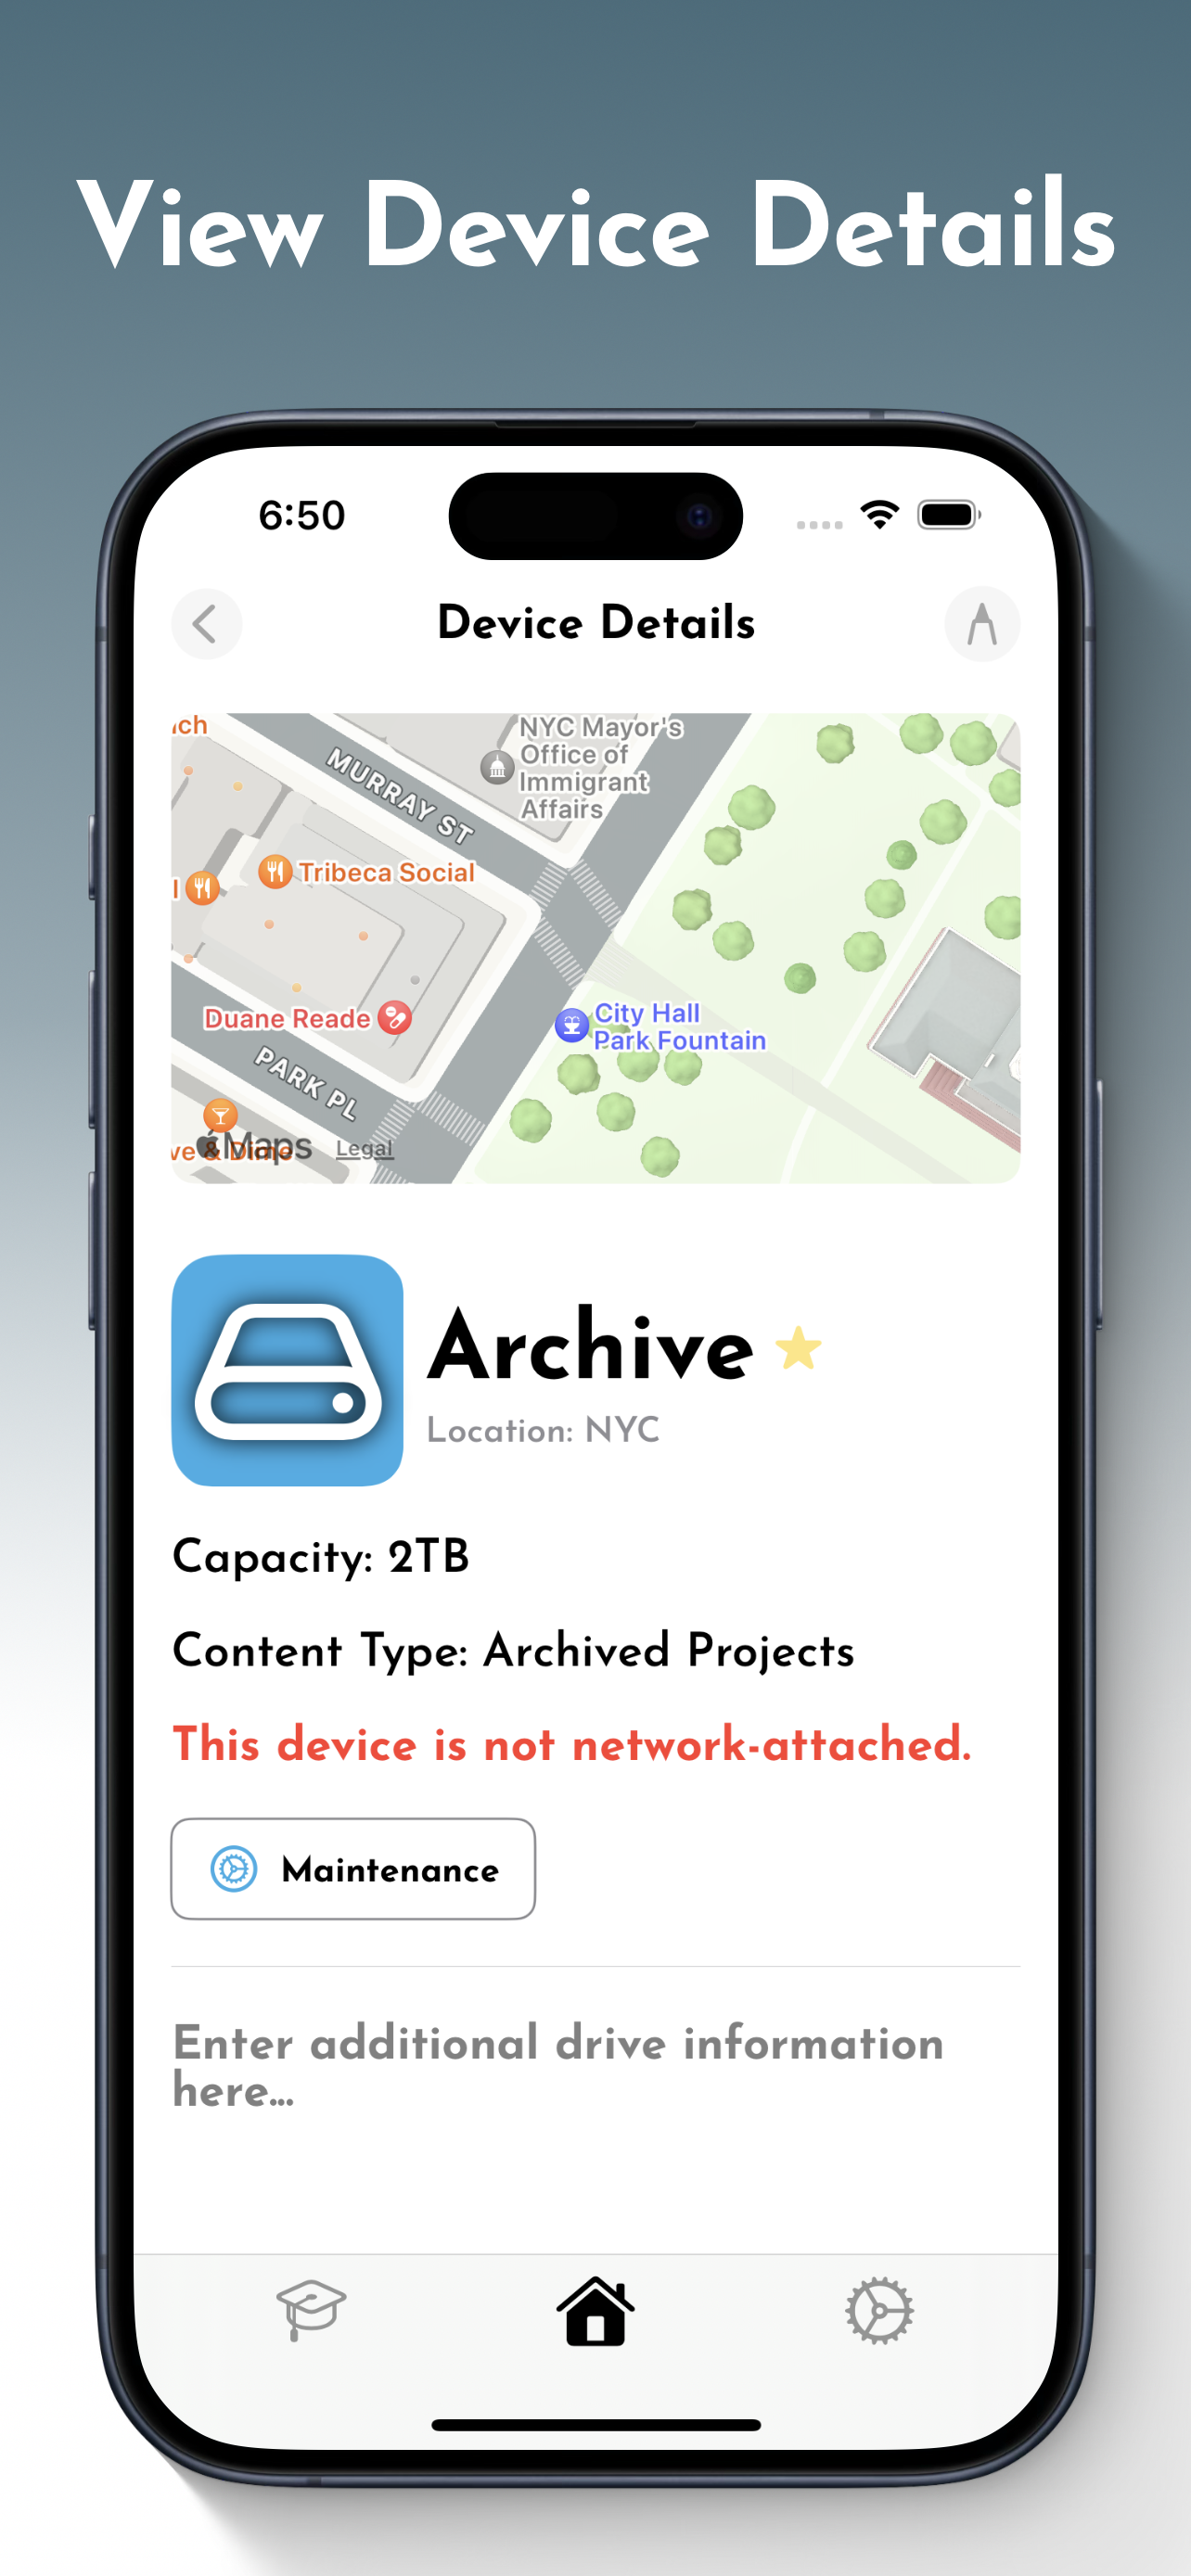 View Device Details
6:50
Device Details
ich
NYC Mayor's
Office of
Immigrant
Affairs
MURRAY ST
Tribeca Social
l
Duane Reade
City Hall
Park Fountain
PARK PL
ve & Dime
Maps
Legal
Archive
Location: NYC
Capacity: 2TB
Content Type: Archived Projects
This device is not network-attached.
Maintenance
Enter additional drive information
here...